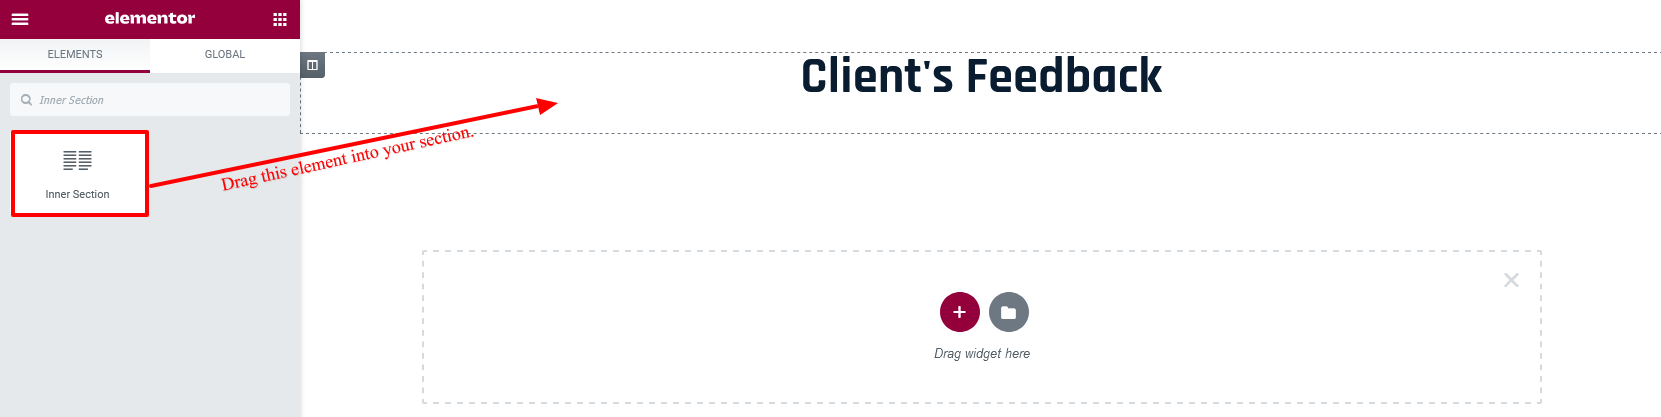 elementor
ELEMENTS
GLOBAL
Inner Section
Inner Section
Drag this element into your section.
Client's Feedback
Drag widget here